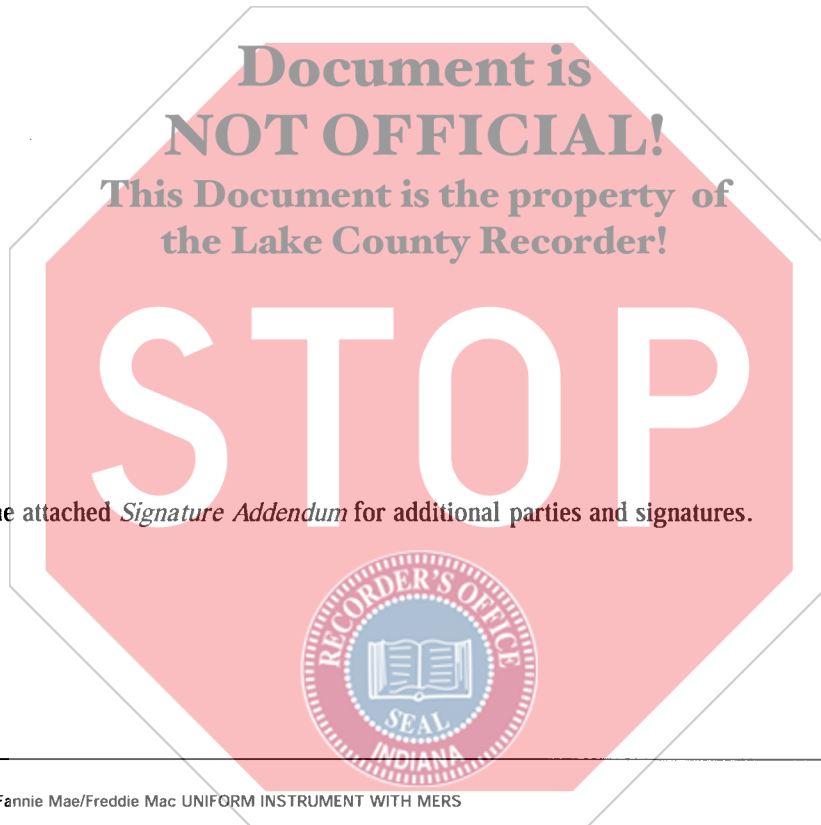 Document is
NOT OFFICIAL!
This Document is the property of
the Lake County Recorder!
STOP
attached Signature Addendum for additional parties and signatures.
RECORDER'S OFFICE
SEAL
INDIANA
Fannie Mae/Freddie Mac UNIFORM INSTRUMENT WITH MERS